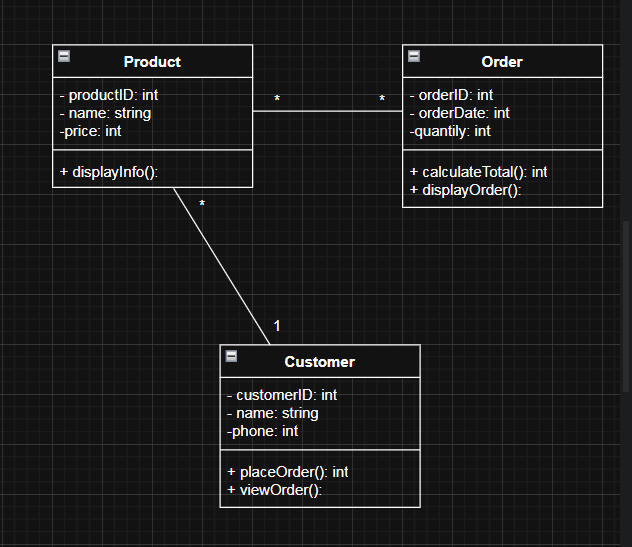 Product
- productID: int
- name: string
-price: int
+ displayInfo():
* *
Order
- orderID: int
- orderDate: int
-quantily: int
+ calculateTotal(): int
+ displayOrder():
*
1
Customer
- customerID: int
- name: string
-phone: int
+ placeOrder(): int
+ viewOrder():